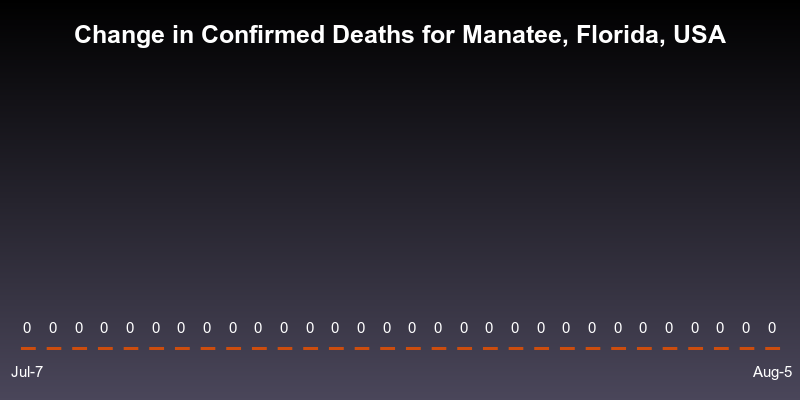 Change in Confirmed Deaths for Manatee, Florida, USA
0 0 0 0 0 0 0 0 0 0 0 0 0 0 0 0 0 0 0 0 0 0 0 0 0 0 0 0 0 0
Jul-7 Aug-5